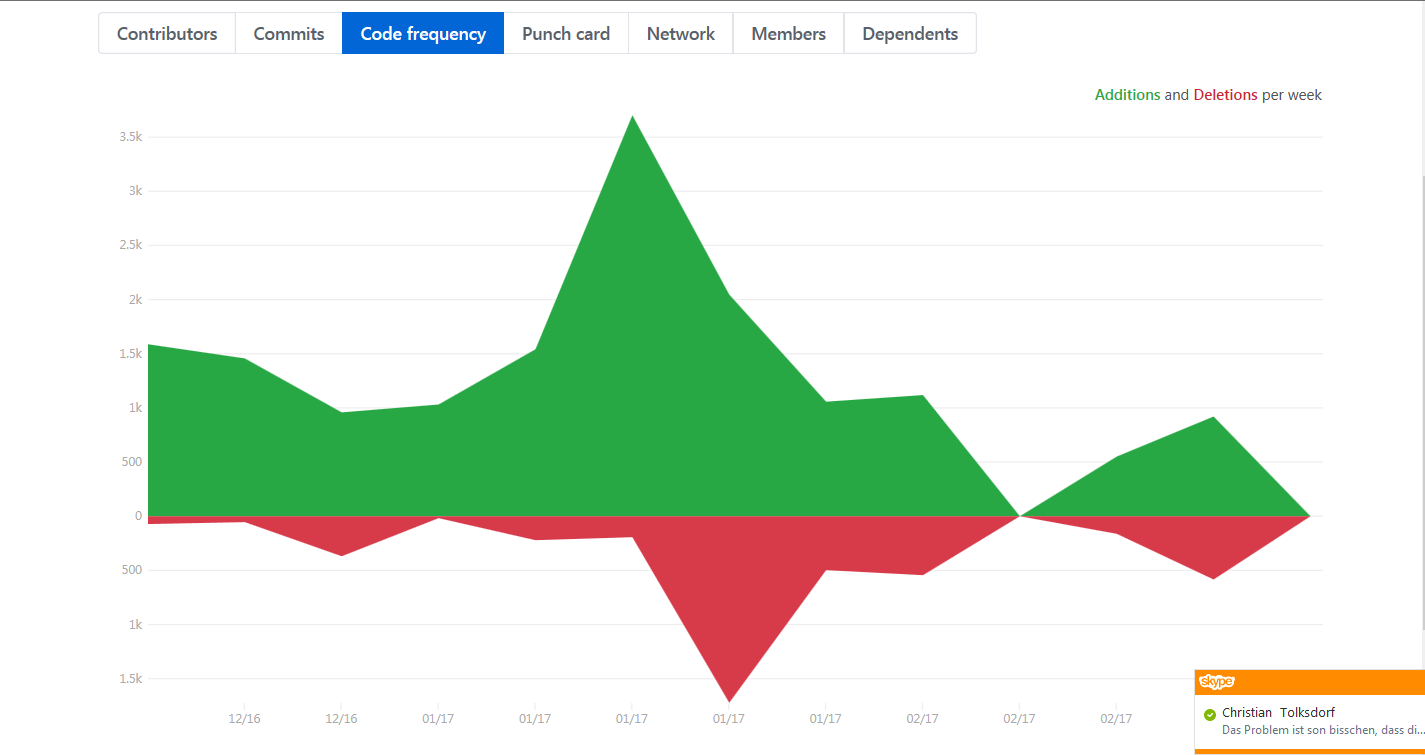 Contributors Commits Code frequency Punch card Network Members Dependents
Additions and Deletions per week
3.5k
3k
2.5k
2k
1.5k
1k
500
0
500
1k
1.5k
12/16 12/16 01/17 01/17 01/17 01/17 01/17 02/17 02/17 02/17
skype
Christian Tolksdorf
Das Problem ist son bisschen, dass di...